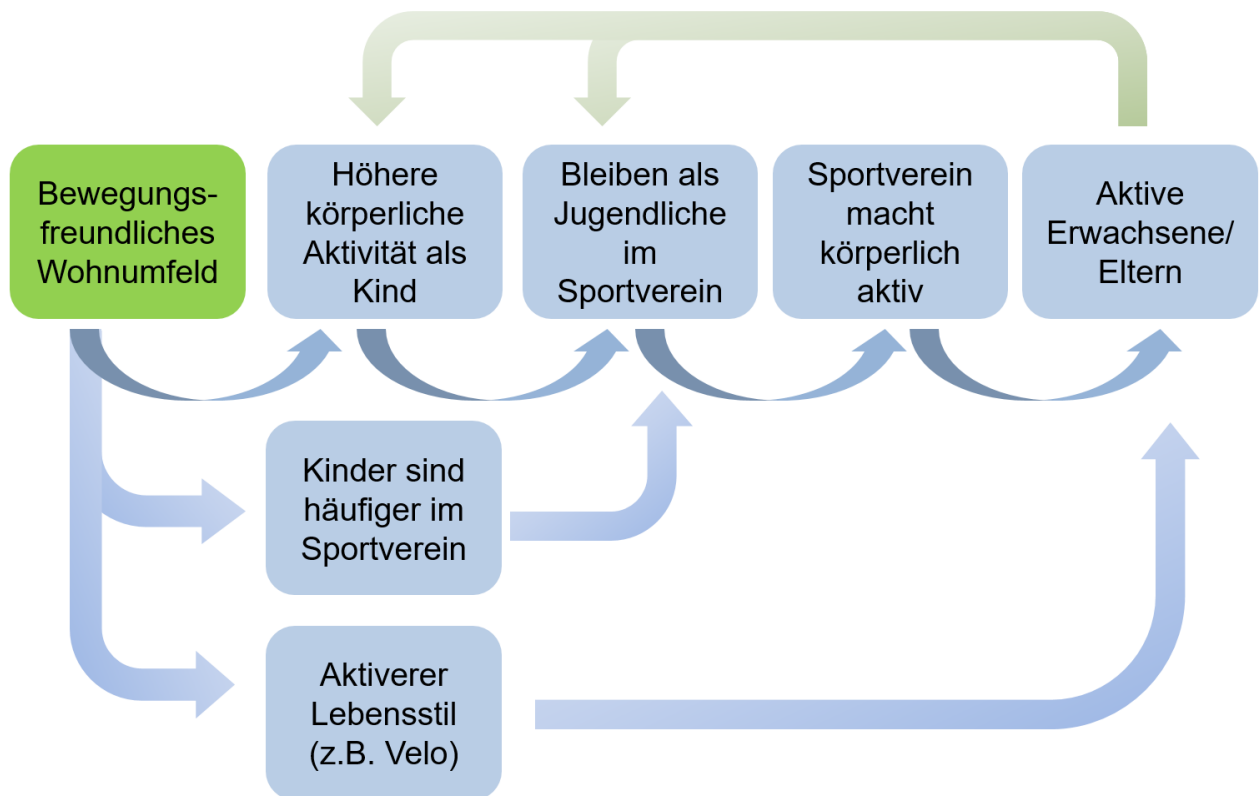 Bewegungs-
freundliches
Wohnumfeld
Höhere
körperliche
Aktivität als
Kind
Bleiben als
Jugendliche
im
Sportverein
Sportverein
macht
körperlich
aktiv
Aktive
Erwachsene/
Eltern
Kinder sind
häufiger im
Sportverein
Aktiverer
Lebensstil
(z.B. Velo)